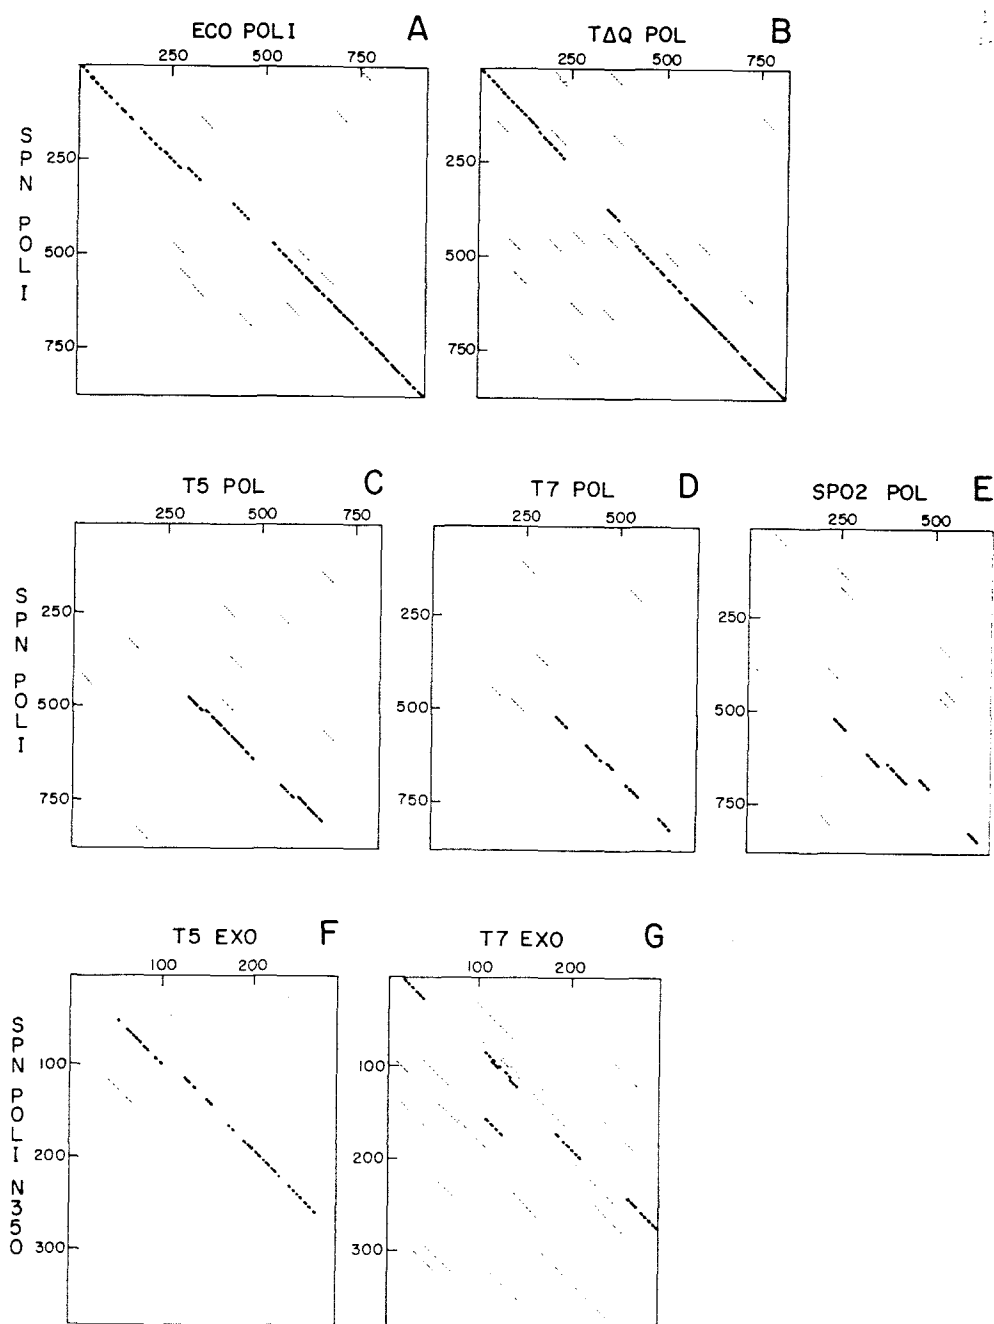 ECO POLI A
250 500 750
SPN POLI
250
500
750
TΔQ POL B
250 500 750
250
500
750
T5 POL C
250 500 750
SPN POLI
250
500
750
T7 POL D
250 500
250
500
750
SPO2 POL E
250 500
250
500
750
T5 EXO F
100 200
SPN POLI N350
100
200
300
T7 EXO G
100 200
100
200
300